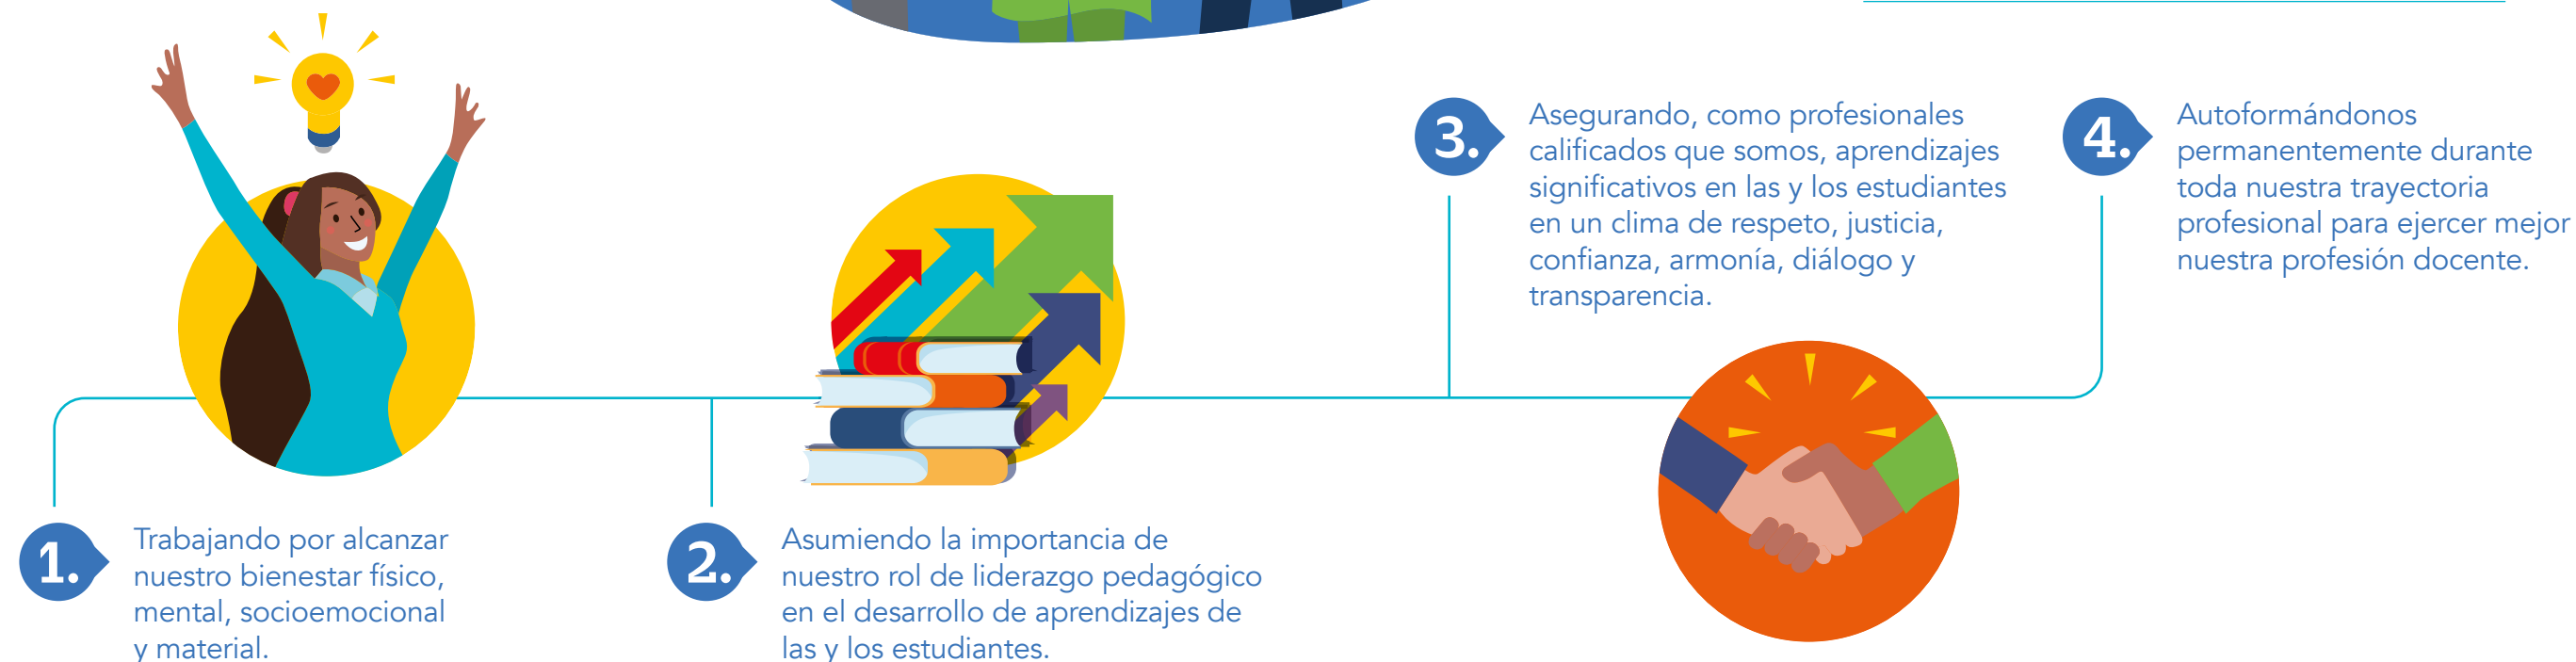 1.
Trabajando por alcanzar
nuestro bienestar físico,
mental, socioemocional
y material.
2.
Asumiendo la importancia de
nuestro rol de liderazgo pedagógico
en el desarrollo de aprendizajes de
las y los estudiantes.
3.
Asegurando, como profesionales
calificados que somos, aprendizajes
significativos en las y los estudiantes
en un clima de respeto, justicia,
confianza, armonía, diálogo y
transparencia.
4.
Autoformándonos
permanentemente durante
toda nuestra trayectoria
profesional para ejercer mejor
nuestra profesión docente.